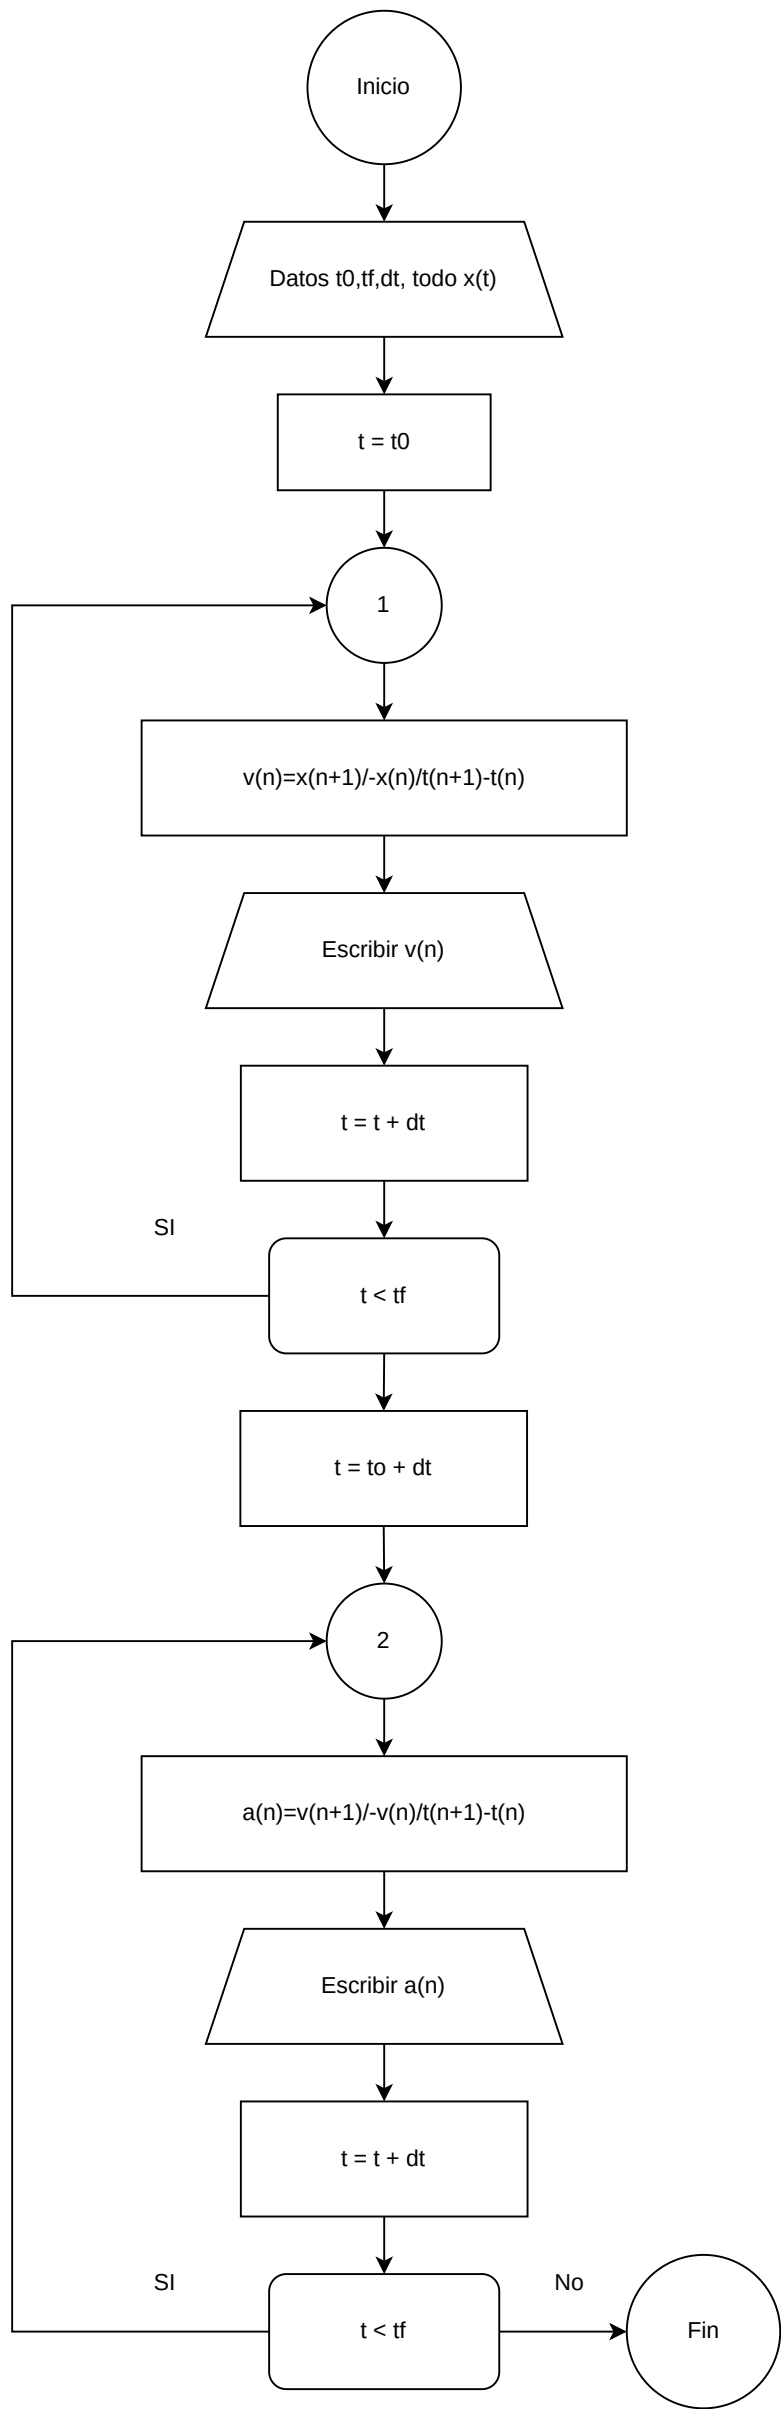 Inicio
Datos t0,tf,dt, todo x(t)
t = t0
1
v(n)=x(n+1)/-x(n)/t(n+1)-t(n)
Escribir v(n)
t = t + dt
SI
t < tf
t = to + dt
2
a(n)=v(n+1)/-v(n)/t(n+1)-t(n)
Escribir a(n)
t = t + dt
SI
No
t < tf
Fin